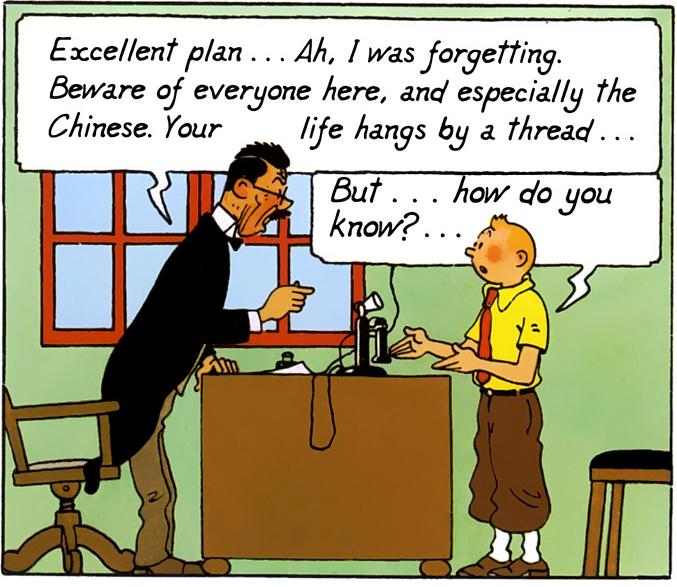 Excellent plan . . . Ah, I was forgetting.
Beware of everyone here, and especially the
Chinese. Your life hangs by a thread . . .
But . . . how do you
know? . . .